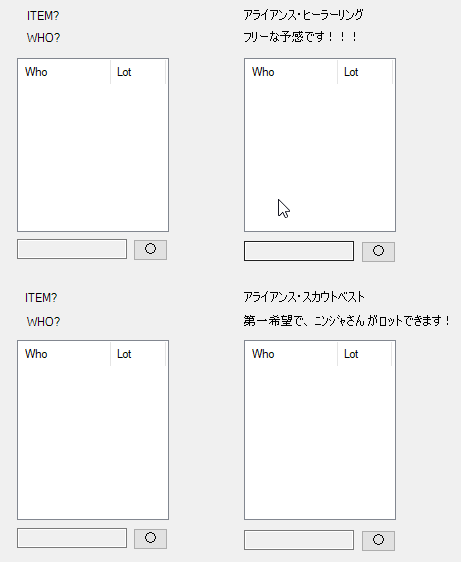 ITEM?
WHO?
アライアンス・ヒーラーリング
フリーな予感です！！！
Who Lot
Who Lot
○
○
ITEM?
WHO?
アライアンス・スカウトベスト
第一希望で、ﾆﾝｼﾞｬさんがロットできます！
Who Lot
Who Lot
○
○